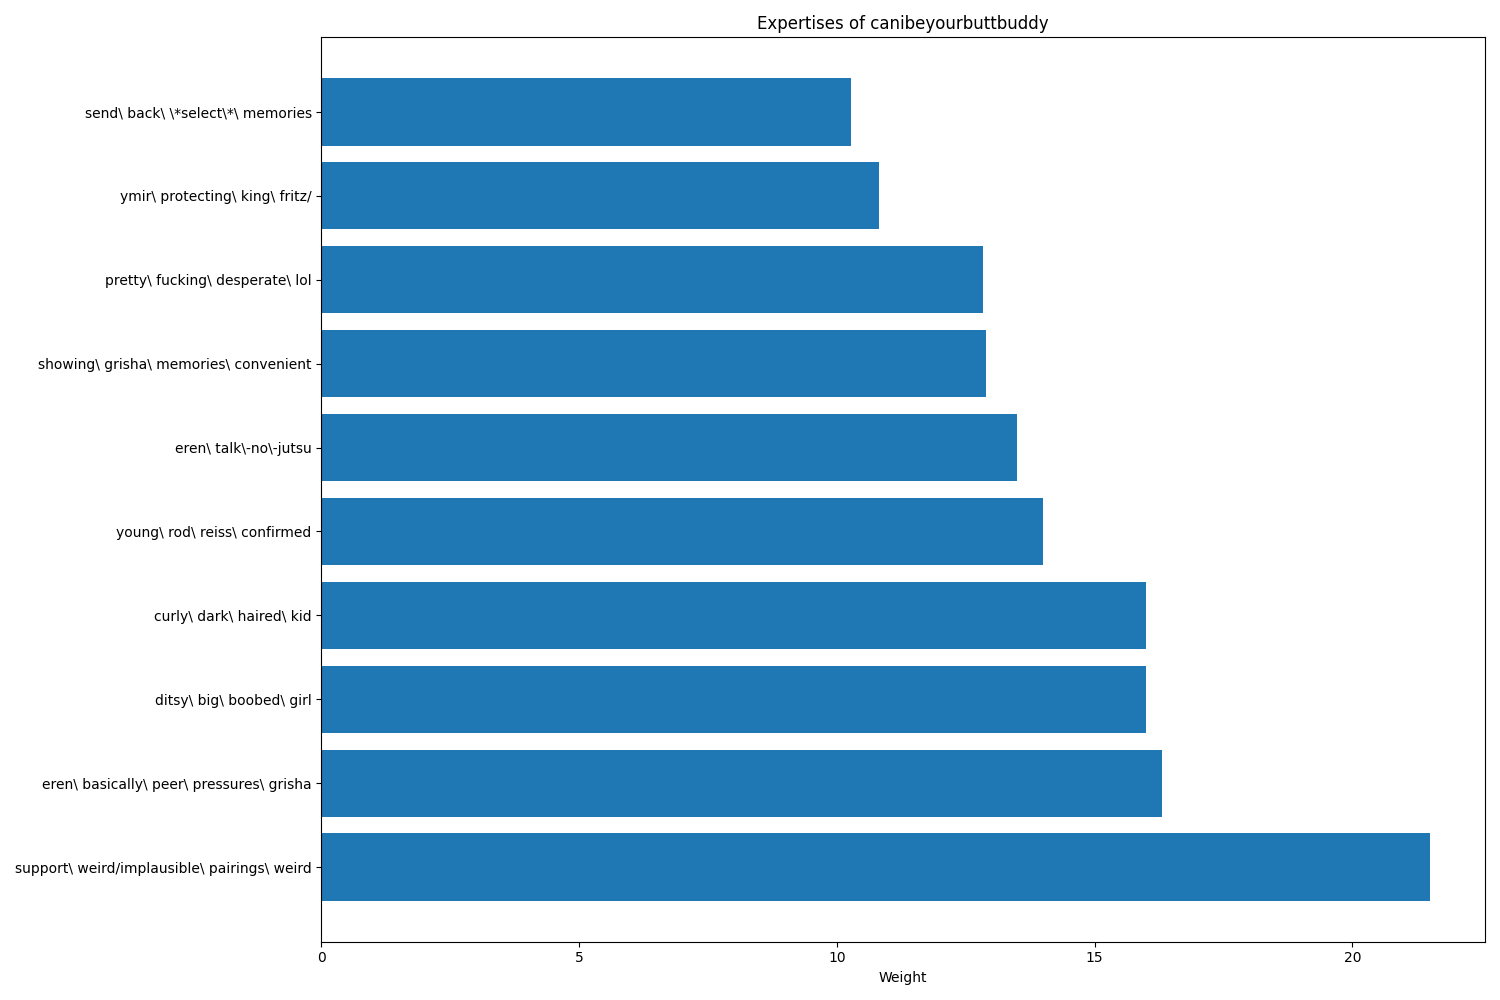 Expertises of canibeyourbuttbuddy
send\ back\ \*select\*\ memories
ymir\ protecting\ king\ fritz/
pretty\ fucking\ desperate\ lol
showing\ grisha\ memories\ convenient
eren\ talk\-no\-jutsu
young\ rod\ reiss\ confirmed
curly\ dark\ haired\ kid
ditsy\ big\ boobed\ girl
eren\ basically\ peer\ pressures\ grisha
support\ weird/implausible\ pairings\ weird
0 5 10 15 20
Weight